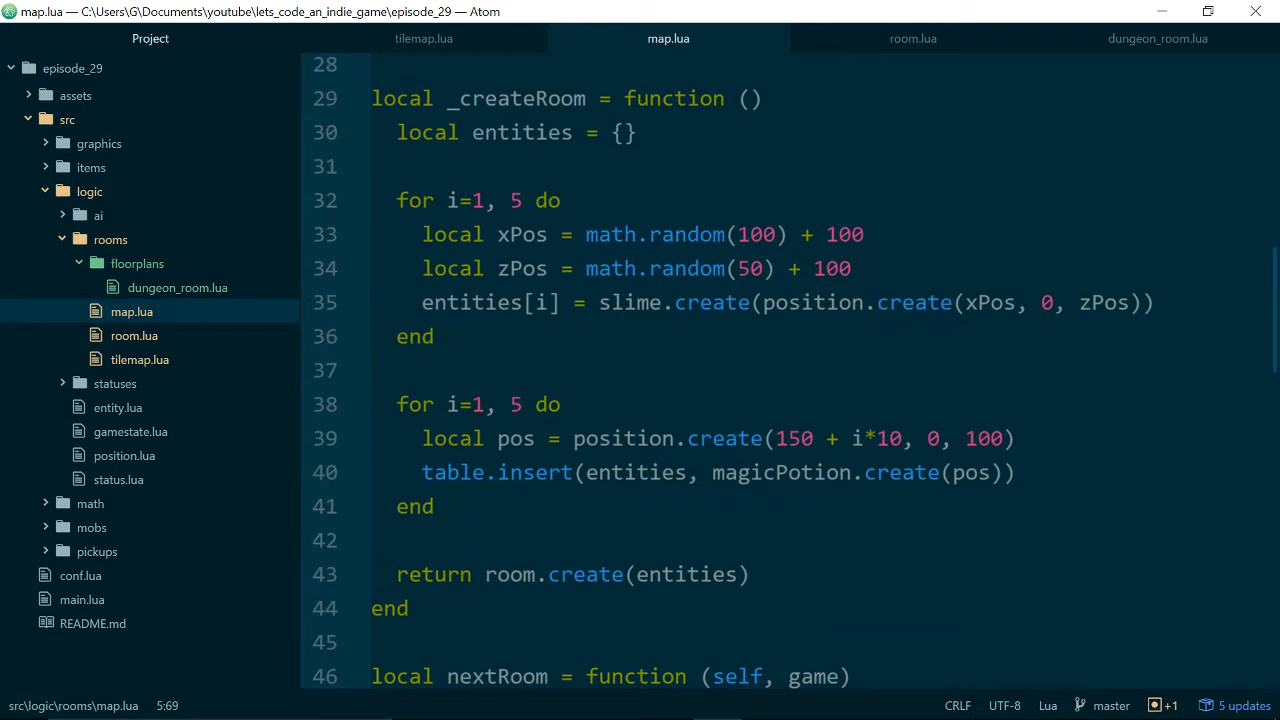 map.lua — C:\Users\G\Documents\youtube\lets_code_an_indie_game\episode_29 — Atom
Project
tilemap.lua
map.lua
room.lua
dungeon_room.lua
episode_29
assets
src
graphics
items
logic
ai
rooms
floorplans
dungeon_room.lua
map.lua
room.lua
tilemap.lua
statuses
entity.lua
gamestate.lua
position.lua
status.lua
math
mobs
pickups
conf.lua
main.lua
README.md
28
29 local _createRoom = function ()
30 local entities = {}
31
32 for i=1, 5 do
33 local xPos = math.random(100) + 100
34 local zPos = math.random(50) + 100
35 entities[i] = slime.create(position.create(xPos, 0, zPos))
36 end
37
38 for i=1, 5 do
39 local pos = position.create(150 + i*10, 0, 100)
40 table.insert(entities, magicPotion.create(pos))
41 end
42
43 return room.create(entities)
44 end
45
46 local nextRoom = function (self, game)
src\logic\rooms\map.lua 5:69 CRLF UTF-8 Lua master +1 5 updates